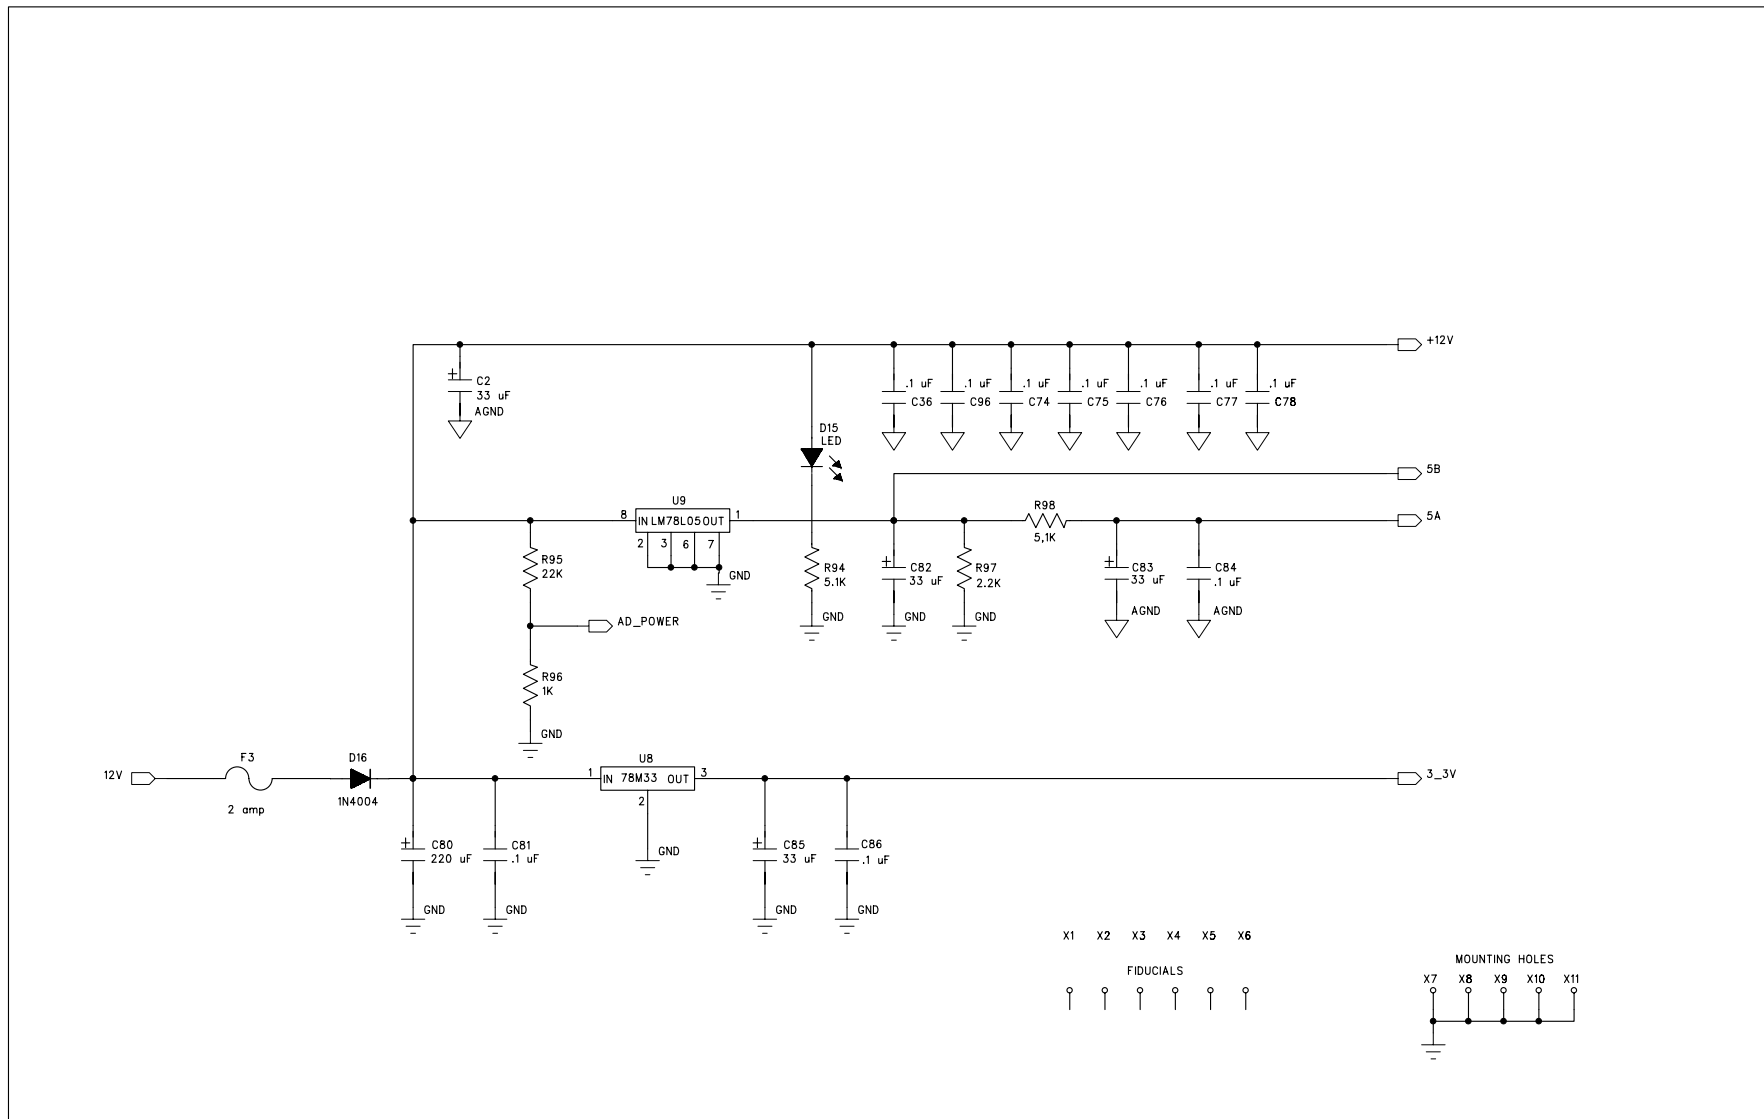 +12V
C2
33 uF
AGND
.1 uF .1 uF .1 uF .1 uF .1 uF .1 uF .1 uF
C36 C96 C74 C75 C76 C77 C78
D15
LED
5B
U9
8 IN LM78L05 OUT 1
2 3 6 7
GND
R98
5,1K
5A
R95
22K
R94
5.1K
GND
C82
33 uF
GND
R97
2.2K
GND
C83
33 uF
AGND
C84
.1 uF
AGND
AD_POWER
R96
1K
GND
12V
F3
2 amp
D16
1N4004
U8
1 IN 78M33 OUT 3
2
GND
3_3V
C80
220 uF
GND
C81
.1 uF
GND
C85
33 uF
GND
C86
.1 uF
GND
X1 X2 X3 X4 X5 X6
FIDUCIALS
MOUNTING HOLES
X7 X8 X9 X10 X11